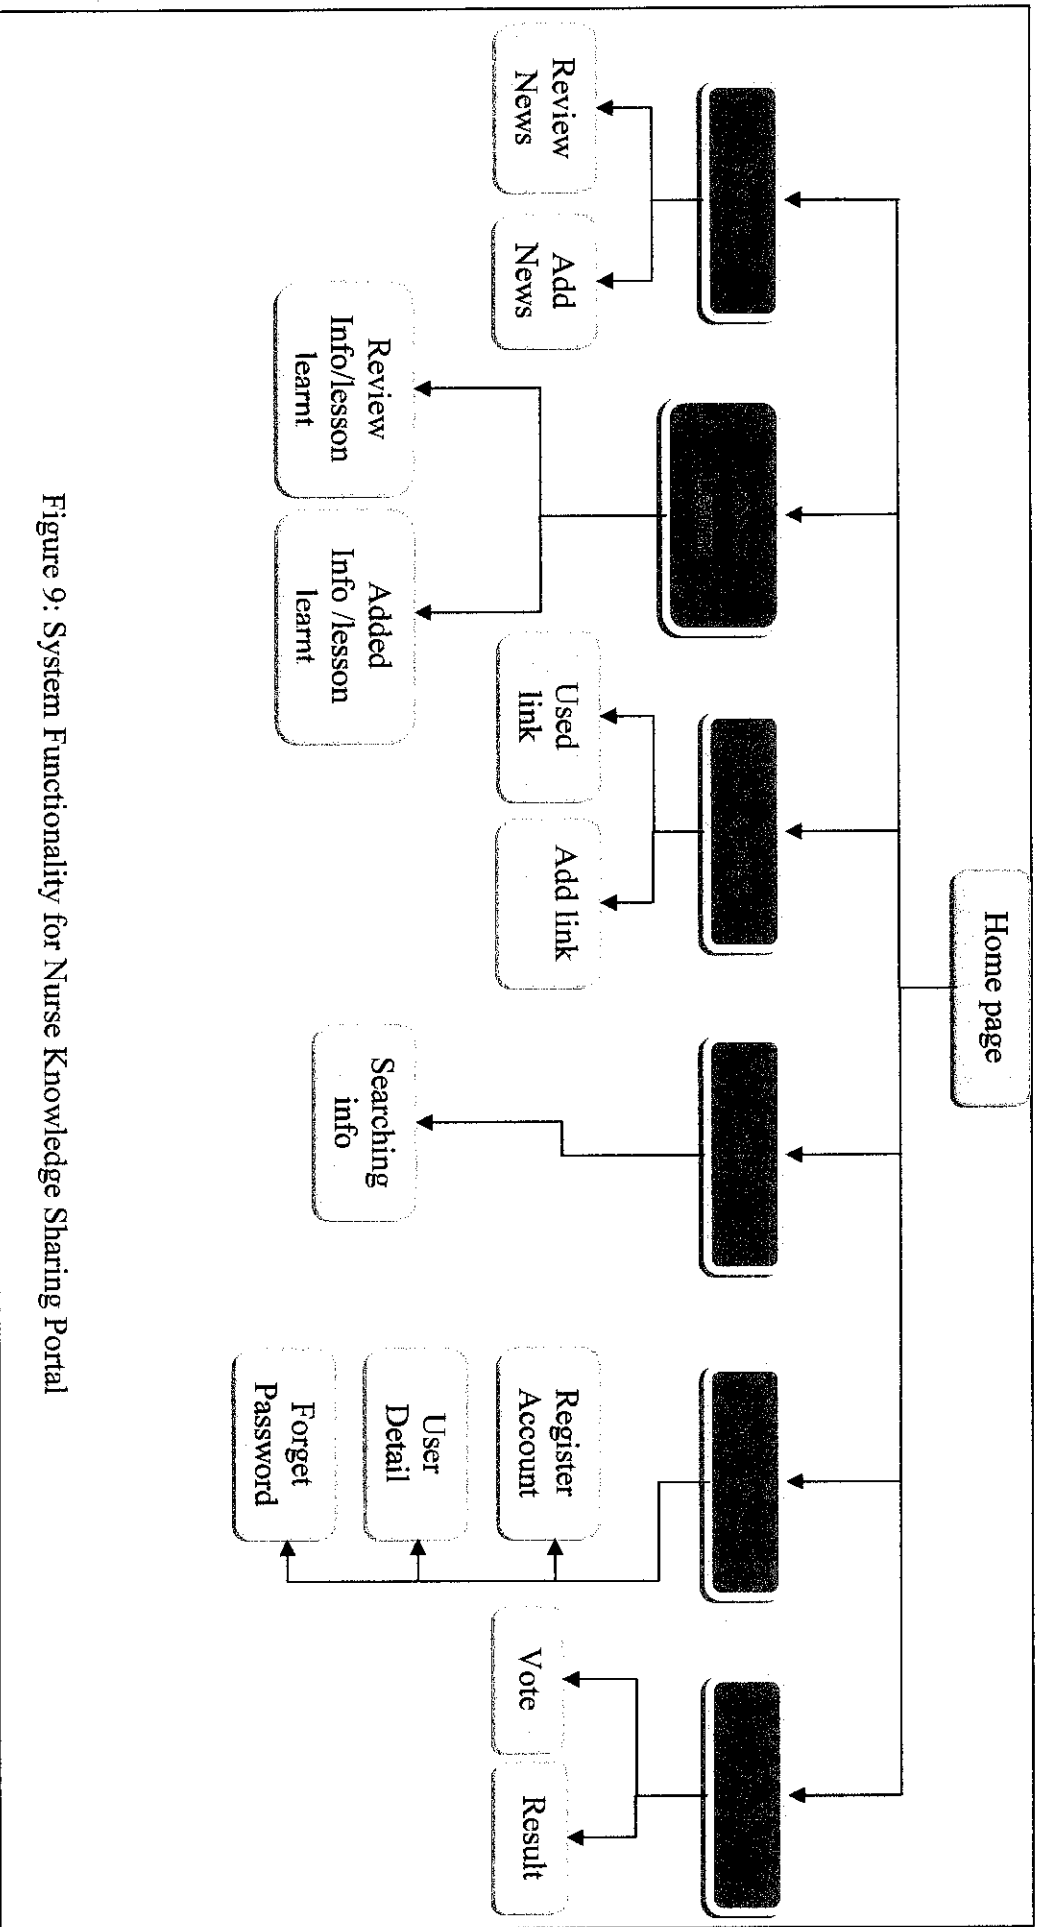 Home page
Review
News
Add
News
Review
Info/lesson
learnt
Added
Info /lesson
learnt
Used
link
Add link
Searching
info
Register
Account
User
Detail
Forget
Password
Vote
Result
Figure 9: System Functionality for Nurse Knowledge Sharing Portal